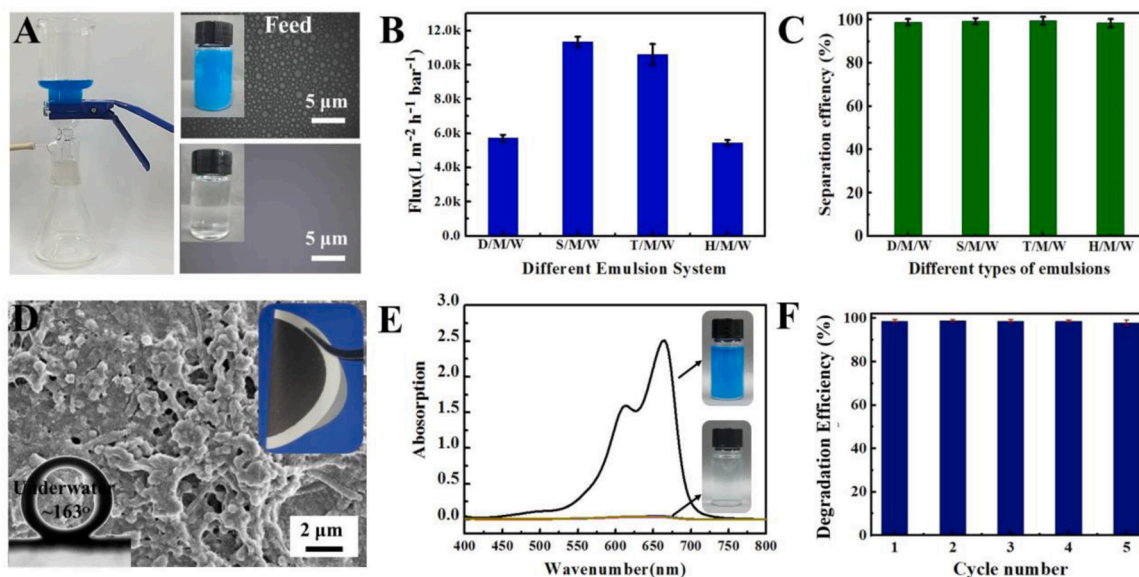 A
Feed
5 μm
5 μm
B
12.0k
10.0k
8.0k
6.0k
4.0k
2.0k
0.0
Flux(L m-2 h-1 bar-1)
D/M/W S/M/W T/M/W H/M/W
Different Emulsion System
C
100
80
60
40
20
0
Separation effiency (%)
D/M/W S/M/W T/M/W H/M/W
Different types of emulsions
D
Underwater
~163o
2 μm
E
3.0
2.5
2.0
1.5
1.0
0.5
0.0
Abosorption
400 450 500 550 600 650 700 750 800
Wavenumber(nm)
F
100
80
60
40
20
0
Degradation Efficiency (%)
1 2 3 4 5
Cycle number